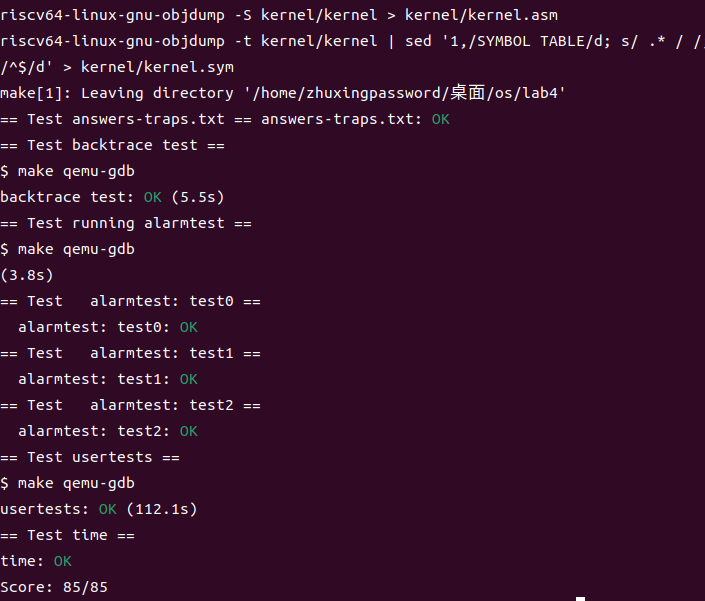 riscv64-linux-gnu-objdump -S kernel/kernel > kernel/kernel.asm
riscv64-linux-gnu-objdump -t kernel/kernel | sed '1,/SYMBOL TABLE/d; s/ .* / /;
/^$/d' > kernel/kernel.sym
make[1]: Leaving directory '/home/zhuxingpassword/桌面/os/lab4'
== Test answers-traps.txt == answers-traps.txt: OK
== Test backtrace test ==
$ make qemu-gdb
backtrace test: OK (5.5s)
== Test running alarmtest ==
$ make qemu-gdb
(3.8s)
== Test   alarmtest: test0 ==
  alarmtest: test0: OK
== Test   alarmtest: test1 ==
  alarmtest: test1: OK
== Test   alarmtest: test2 ==
  alarmtest: test2: OK
== Test usertests ==
$ make qemu-gdb
usertests: OK (112.1s)
== Test time ==
time: OK
Score: 85/85